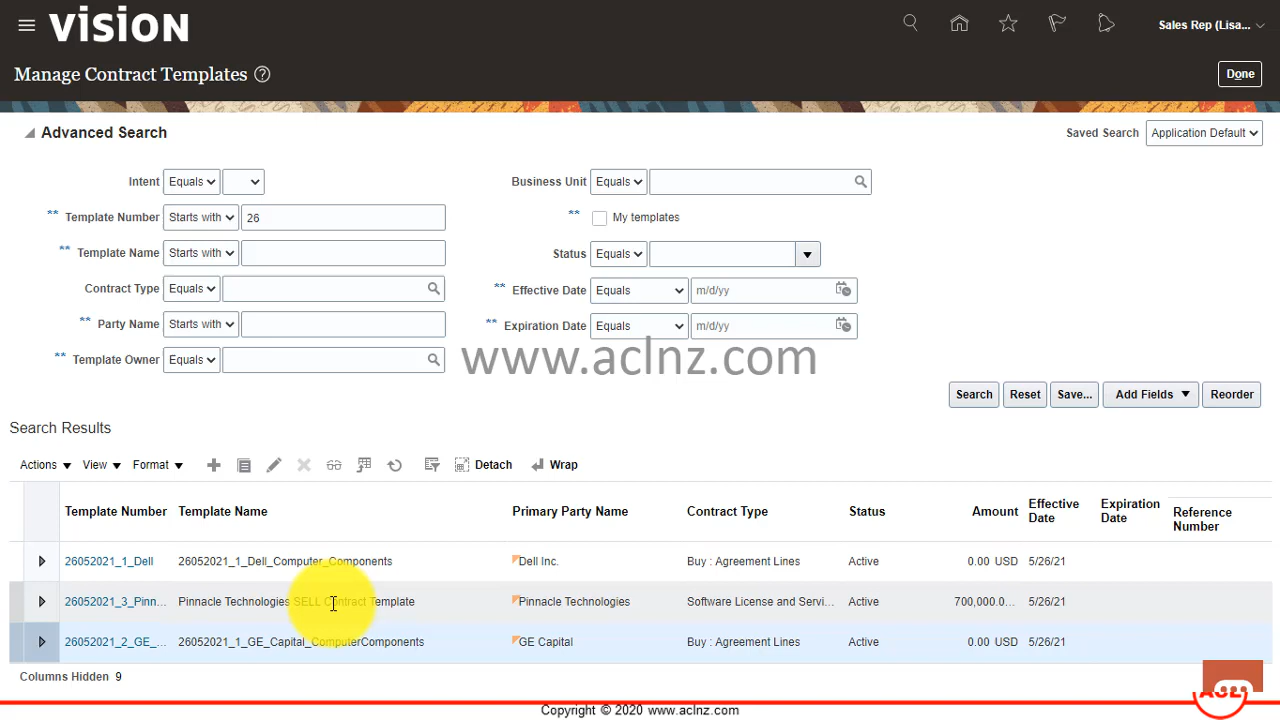 vision
Sales Rep (Lisa...
Manage Contract Templates ?
Done
Advanced Search
Saved Search Application Default
Intent Equals
Business Unit Equals
** Template Number Starts with 26
** My templates
** Template Name Starts with
Status Equals
Contract Type Equals
** Effective Date Equals m/d/yy
** Party Name Starts with
** Expiration Date Equals m/d/yy
** Template Owner Equals
www.aclnz.com
Search Reset Save... Add Fields Reorder
Search Results
Actions View Format Detach Wrap
Template Number Template Name Primary Party Name Contract Type Status Amount Effective Date Expiration Date Reference Number
26052021_1_Dell 26052021_1_Dell_Computer_Components Dell Inc. Buy : Agreement Lines Active 0.00 USD 5/26/21
26052021_3_Pinn... Pinnacle Technologies SELL Contract Template Pinnacle Technologies Software License and Servi... Active 700,000.0... 5/26/21
26052021_2_GE_... 26052021_1_GE_Capital_ComputerComponents GE Capital Buy : Agreement Lines Active 0.00 USD 5/26/21
Columns Hidden 9
ACL
Copyright © 2020 www.aclnz.com